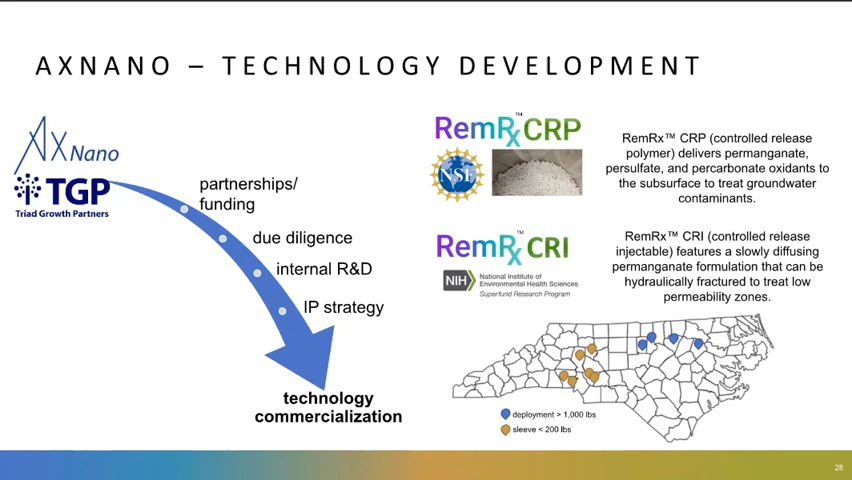 AXNANO – TECHNOLOGY DEVELOPMENT
AxNano
TGP
Triad Growth Partners
partnerships/
funding
due diligence
internal R&D
IP strategy
technology
commercialization
RemRx™ CRP
NSF
RemRx™ CRP (controlled release
polymer) delivers permanganate,
persulfate, and percarbonate oxidants to
the subsurface to treat groundwater
contaminants.
RemRx™ CRI
NIH
National Institute of
Environmental Health Sciences
Superfund Research Program
RemRx™ CRI (controlled release
injectable) features a slowly diffusing
permanganate formulation that can be
hydraulically fractured to treat low
permeability zones.
deployment > 1,000 lbs
sleeve < 200 lbs
28